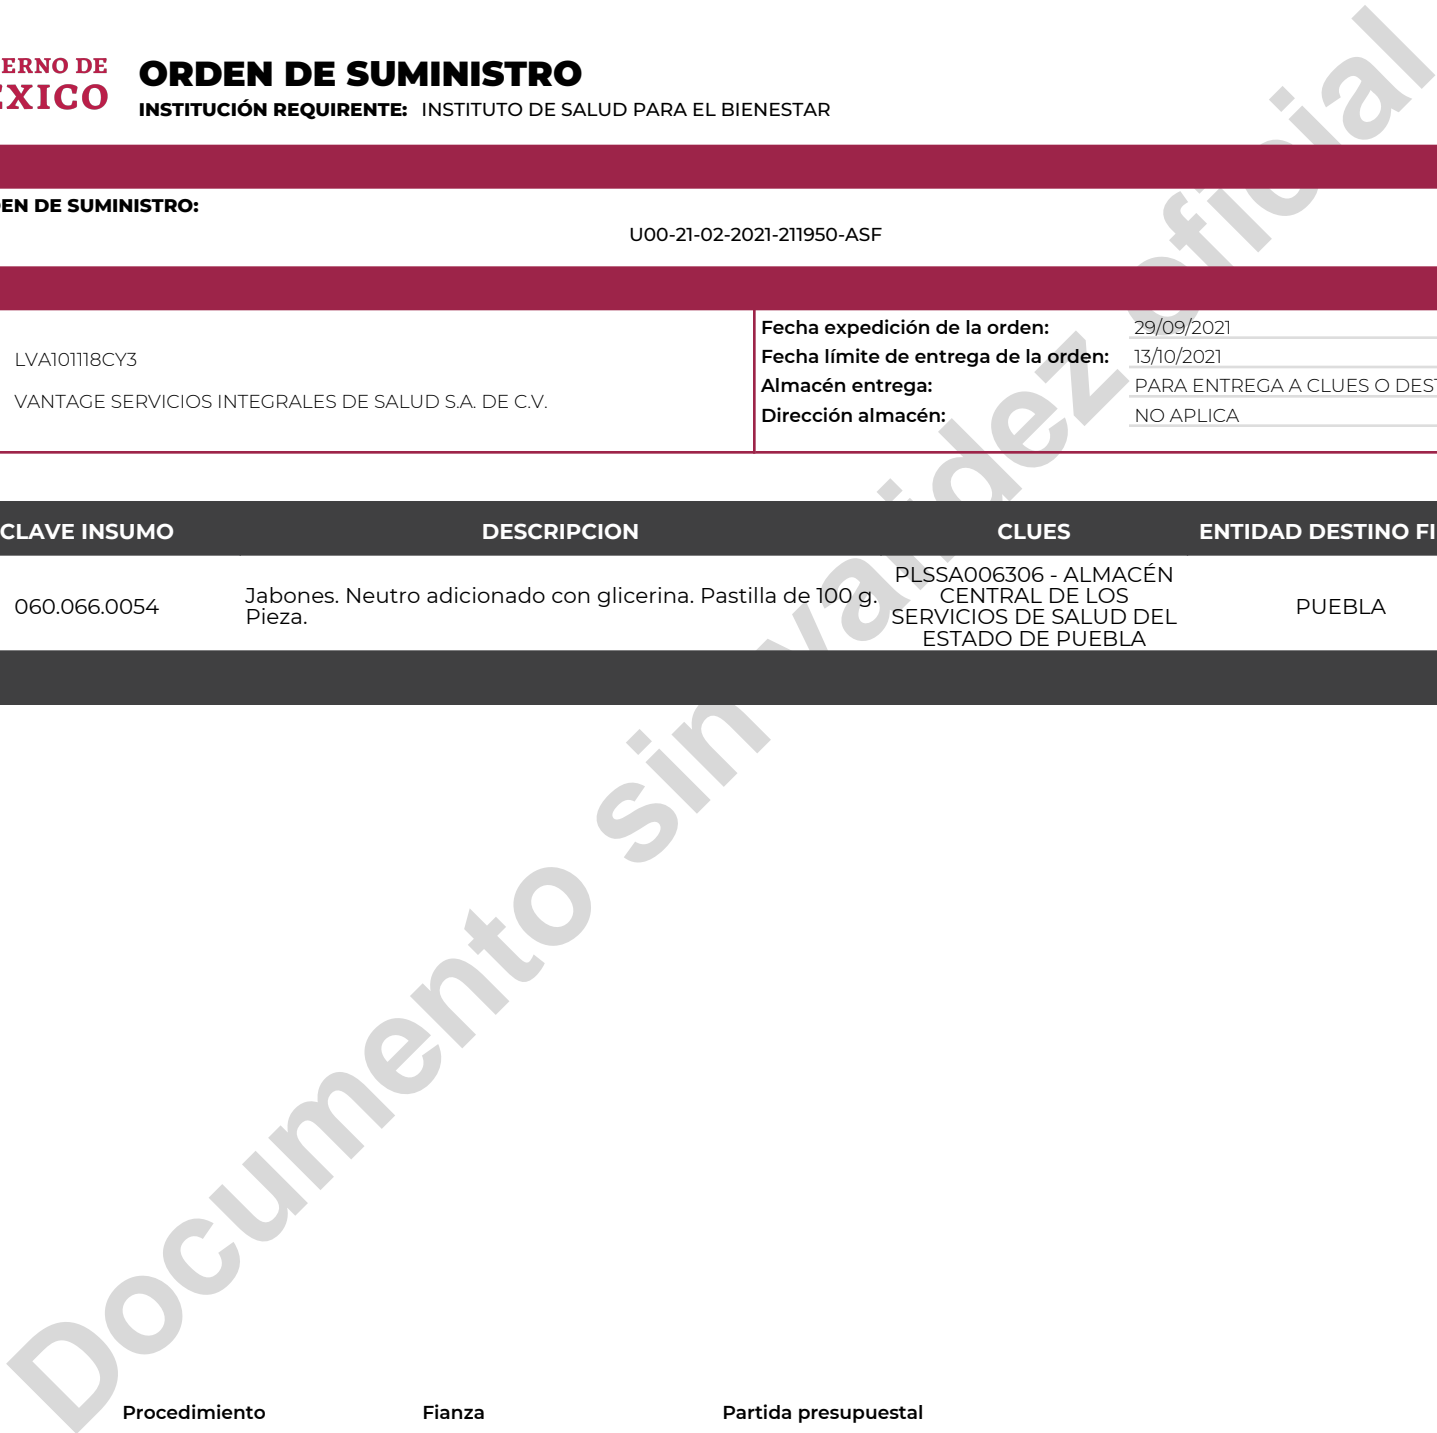 ERNO DE
EXICO
ORDEN DE SUMINISTRO
INSTITUCIÓN REQUIRENTE: INSTITUTO DE SALUD PARA EL BIENESTAR
EN DE SUMINISTRO:
U00-21-02-2021-211950-ASF
LVA101118CY3
VANTAGE SERVICIOS INTEGRALES DE SALUD S.A. DE C.V.
Fecha expedición de la orden: 29/09/2021
Fecha límite de entrega de la orden: 13/10/2021
Almacén entrega: PARA ENTREGA A CLUES O DEST
Dirección almacén: NO APLICA
CLAVE INSUMO DESCRIPCION CLUES ENTIDAD DESTINO FI
060.066.0054
Jabones. Neutro adicionado con glicerina. Pastilla de 100 g.
Pieza.
PLSSA006306 - ALMACÉN
CENTRAL DE LOS
SERVICIOS DE SALUD DEL
ESTADO DE PUEBLA
PUEBLA
Documento sin validez oficial
Procedimiento Fianza Partida presupuestal